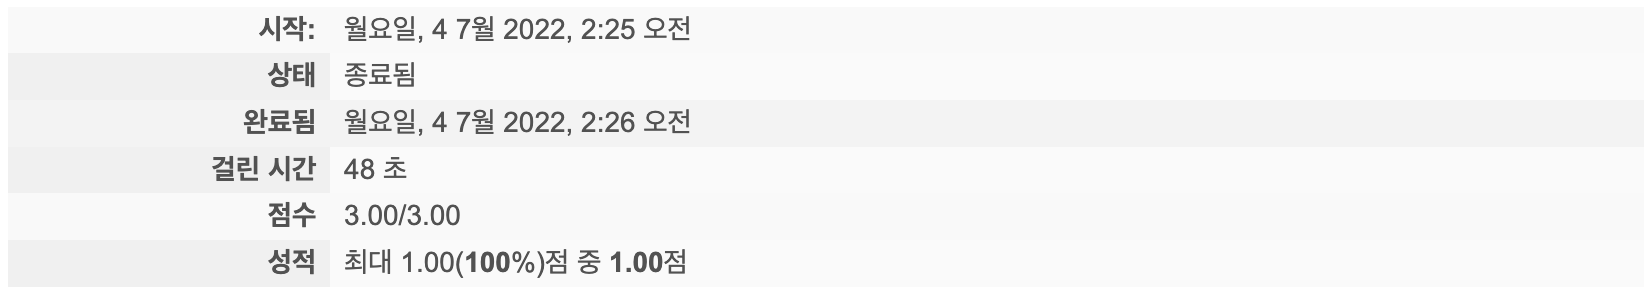 시작: 월요일, 4 7월 2022, 2:25 오전
상태 종료됨
완료됨 월요일, 4 7월 2022, 2:26 오전
걸린 시간 48 초
점수 3.00/3.00
성적 최대 1.00(100%)점 중 1.00점